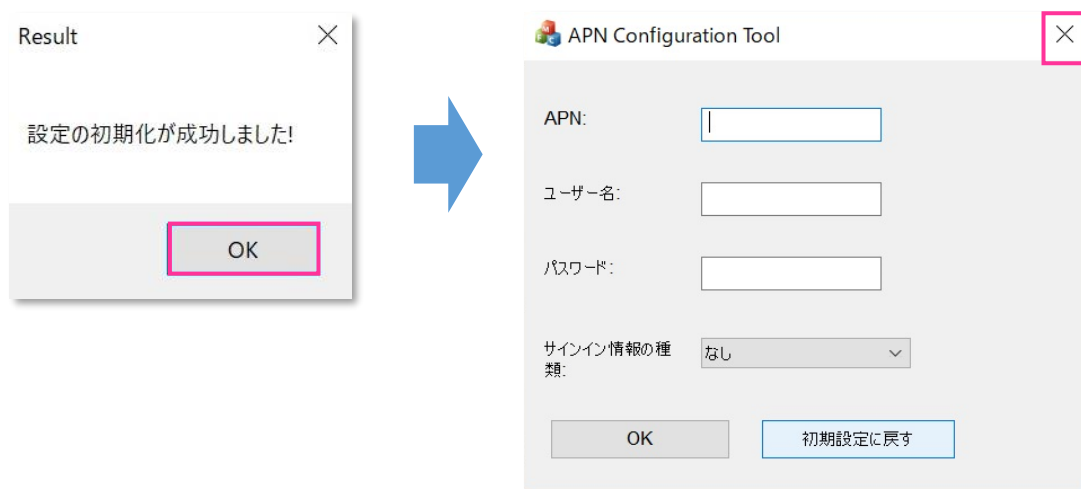 Result
設定の初期化が成功しました!
OK
APN Configuration Tool
APN:
ユーザー名:
パスワード:
サインイン情報の種
類:
なし
OK
初期設定に戻す